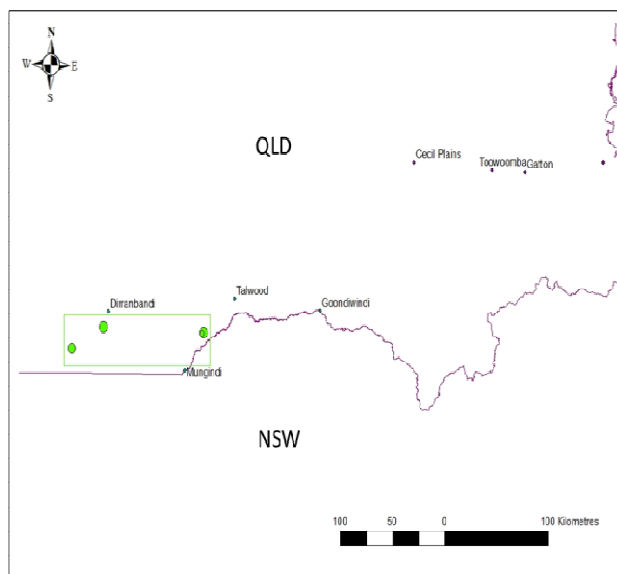 N
W E
S
QLD
Cecil Plains
Toowoomba Gatton
Talwood
Dirranbandi
Goondiwindi
Mungindi
NSW
100 50 0 100 Kilometres